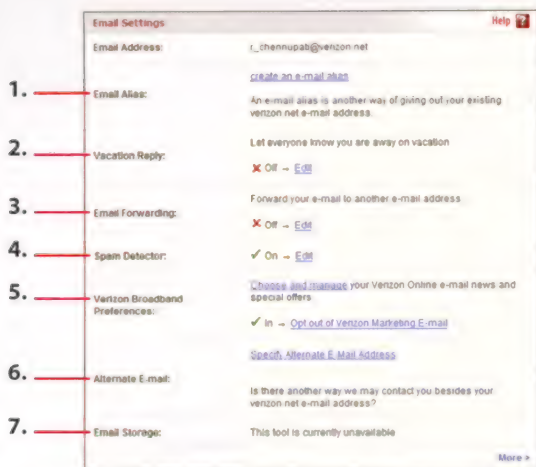 Email Settings Help ?
Email Address: r_chennupab@verizon.net
create an e-mail alias
1. Email Alias:
An e-mail alias is another way of giving out your existing
verizon net e-mail address.
Let everyone know you are away on vacation
2. Vacation Reply:
✗ Off → Edit
Forward your e-mail to another e-mail address
3. Email Forwarding:
✗ Off → Edit
4. Spam Detector: ✓ On → Edit
Choose and manage your Verizon Online e-mail news and
special offers
5. Verizon Broadband
Preferences:
✓ In → Opt out of Verizon Marketing E-mail
Specify Alternate E-Mail Address
6. Alternate E-mail:
Is there another way we may contact you besides your
verizon net e-mail address?
7. Email Storage: This tool is currently unavailable
More »